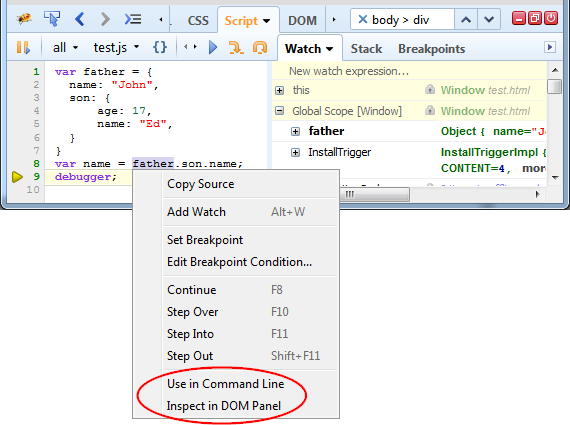 CSS Script DOM body > div
all test.js Watch Stack Breakpoints
1 var father = {
2 name: "John",
3 son: {
4 age: 17,
5 name: "Ed",
6 }
7 }
8 var name = father.son.name;
9 debugger;
10
New watch expression...
this Window test.html
Global Scope [Window] Window test.html
father Object { name="Jo
InstallTrigger InstallTriggerImpl {
CONTENT=4, more
Copy Source
Add Watch Alt+W
Set Breakpoint
Edit Breakpoint Condition...
Continue F8
Step Over F10
Step Into F11
Step Out Shift+F11
Use in Command Line
Inspect in DOM Panel